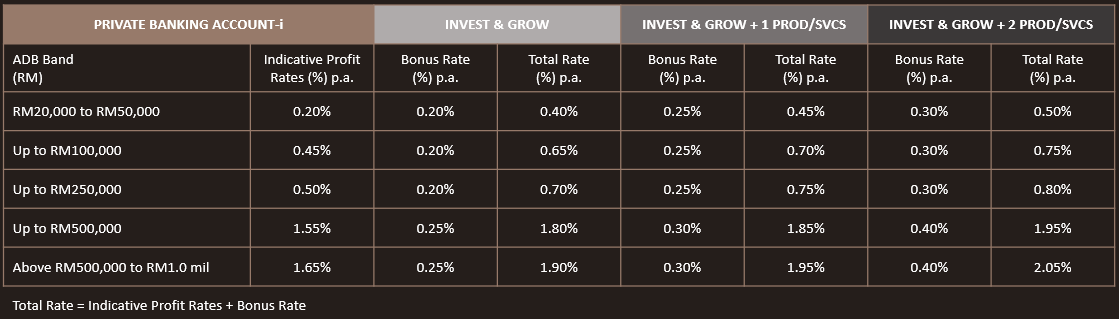 PRIVATE BANKING ACCOUNT-i INVEST & GROW INVEST & GROW + 1 PROD/SVCS INVEST & GROW + 2 PROD/SVCS
ADB Band Indicative Profit Bonus Rate Total Rate Bonus Rate Total Rate Bonus Rate Total Rate
(RM) Rates (%) p.a. (%) p.a. (%) p.a. (%) p.a. (%) p.a. (%) p.a. (%) p.a.
RM20,000 to RM50,000 0.20% 0.20% 0.40% 0.25% 0.45% 0.30% 0.50%
Up to RM100,000 0.45% 0.20% 0.65% 0.25% 0.70% 0.30% 0.75%
Up to RM250,000 0.50% 0.20% 0.70% 0.25% 0.75% 0.30% 0.80%
Up to RM500,000 1.55% 0.25% 1.80% 0.30% 1.85% 0.40% 1.95%
Above RM500,000 to RM1.0 mil 1.65% 0.25% 1.90% 0.30% 1.95% 0.40% 2.05%
Total Rate = Indicative Profit Rates + Bonus Rate